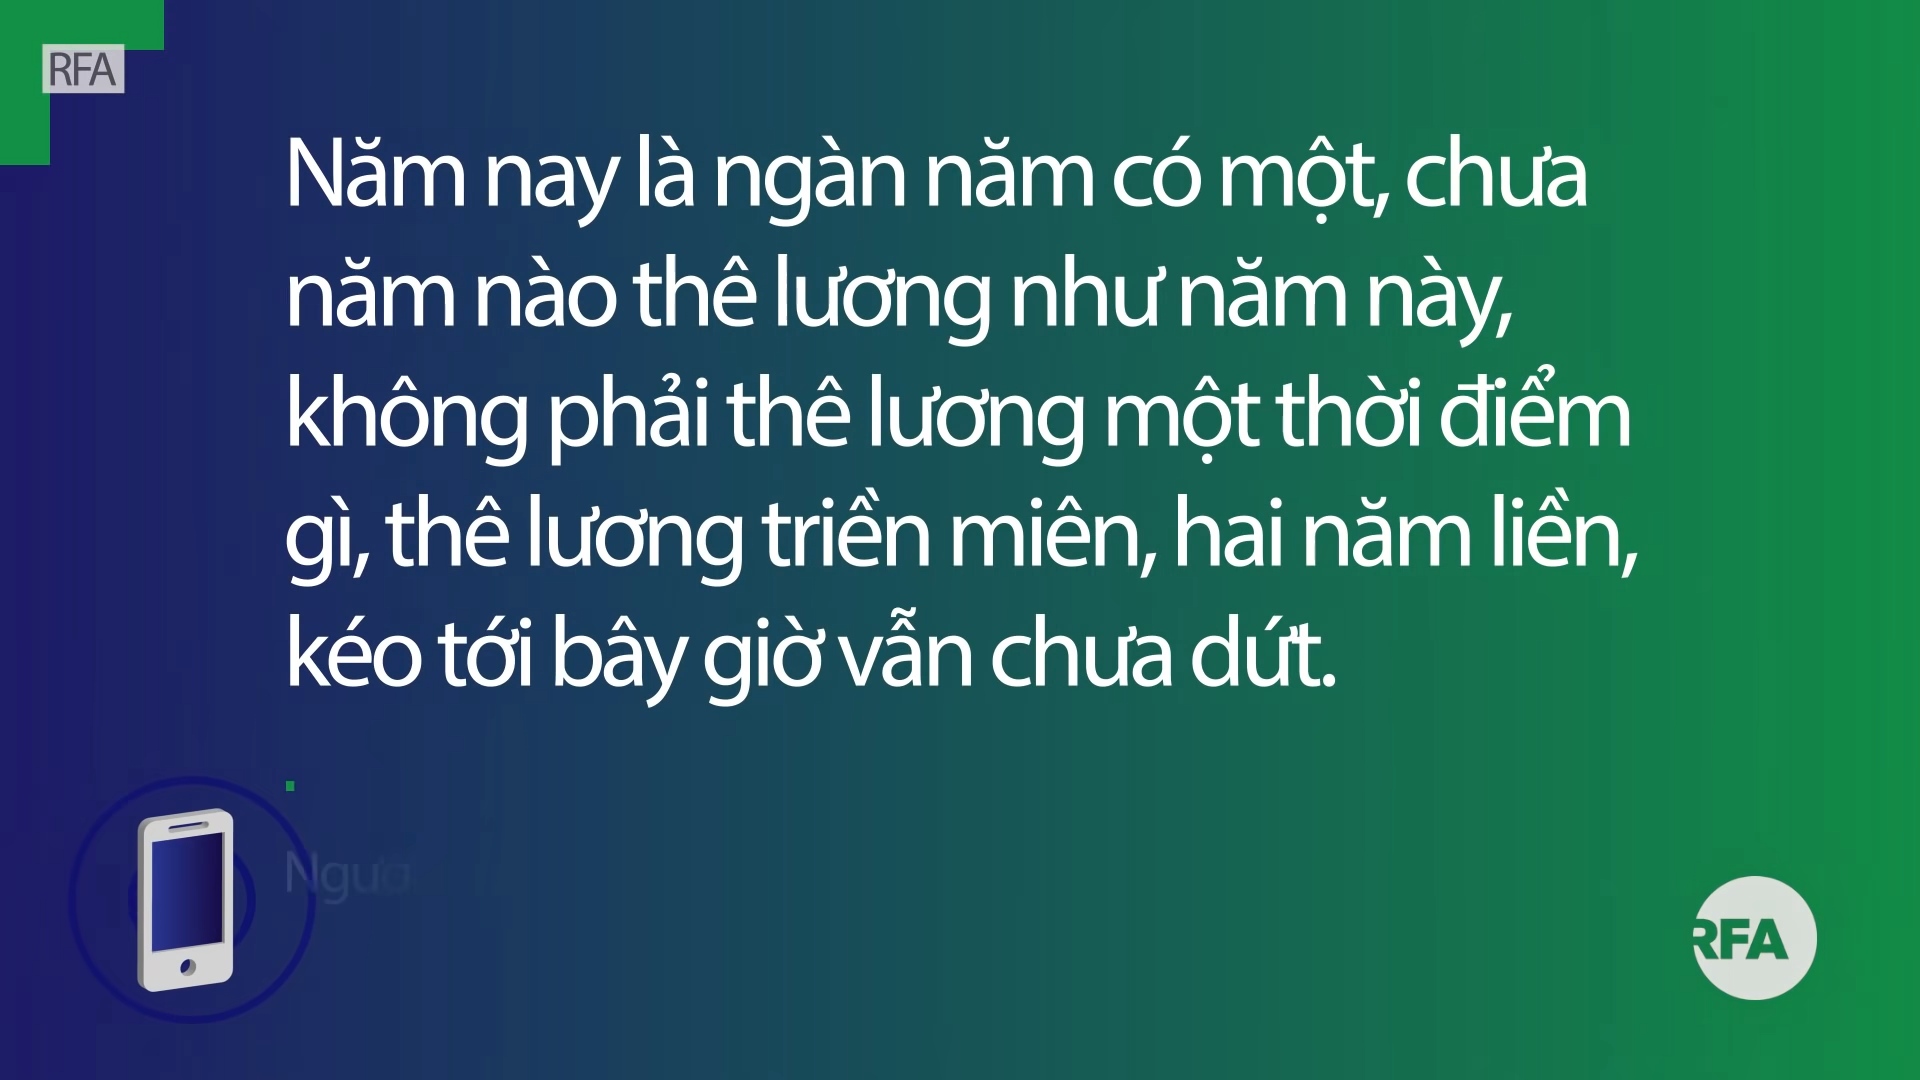 RFA
Năm nay là ngàn năm có một, chưa
năm nào thê lương như năm này,
không phải thê lương một thời điểm
gì, thê lương triền miên, hai năm liền,
kéo tới bây giờ vẫn chưa dứt.
RFA